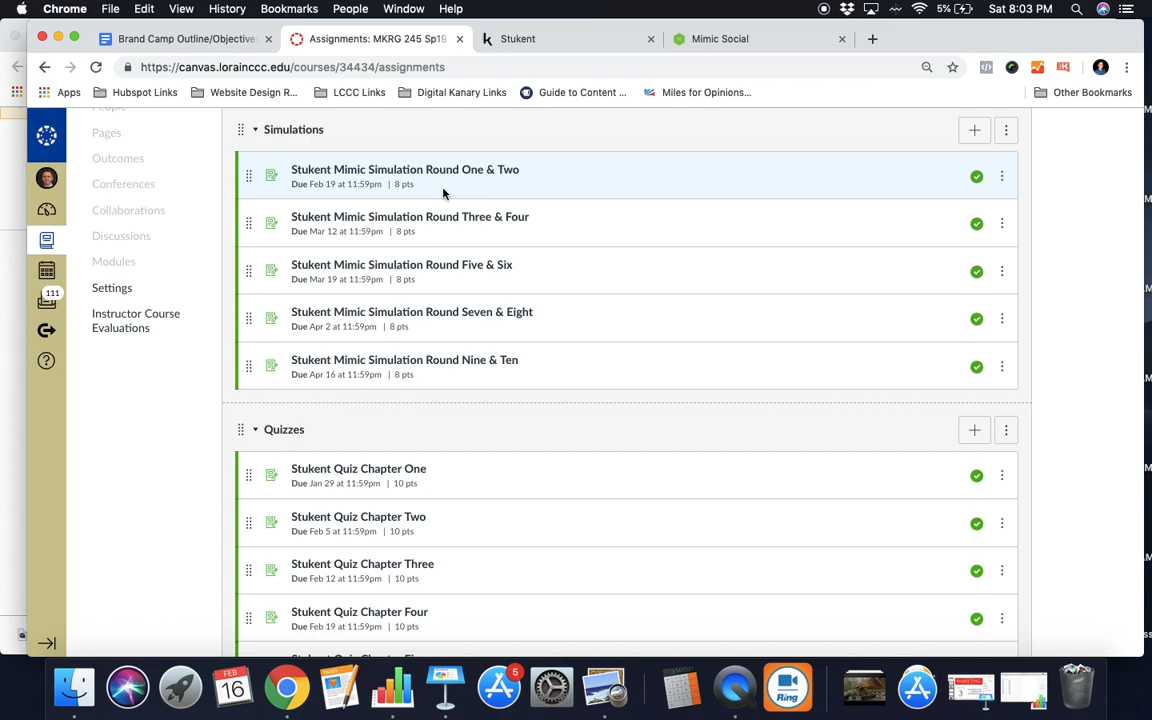 Chrome File Edit View History Bookmarks People Window Help 5% Sat 8:03 PM
Brand Camp Outline/Objective
Assignments: MKRG 245 Sp19
Stukent
Mimic Social
https://canvas.lorainccc.edu/courses/34434/assignments
Apps Hubspot Links Website Design R... LCCC Links Digital Kanary Links Guide to Content ... Miles for Opinions... Other Bookmarks
People
Pages
Outcomes
Conferences
Collaborations
Discussions
Modules
Settings
Instructor Course
Evaluations
111
Simulations
Stukent Mimic Simulation Round One & Two
Due Feb 19 at 11:59pm | 8 pts
Stukent Mimic Simulation Round Three & Four
Due Mar 12 at 11:59pm | 8 pts
Stukent Mimic Simulation Round Five & Six
Due Mar 19 at 11:59pm | 8 pts
Stukent Mimic Simulation Round Seven & Eight
Due Apr 2 at 11:59pm | 8 pts
Stukent Mimic Simulation Round Nine & Ten
Due Apr 16 at 11:59pm | 8 pts
Quizzes
Stukent Quiz Chapter One
Due Jan 29 at 11:59pm | 10 pts
Stukent Quiz Chapter Two
Due Feb 5 at 11:59pm | 10 pts
Stukent Quiz Chapter Three
Due Feb 12 at 11:59pm | 10 pts
Stukent Quiz Chapter Four
Due Feb 19 at 11:59pm | 10 pts
FEB
16
5
Ring